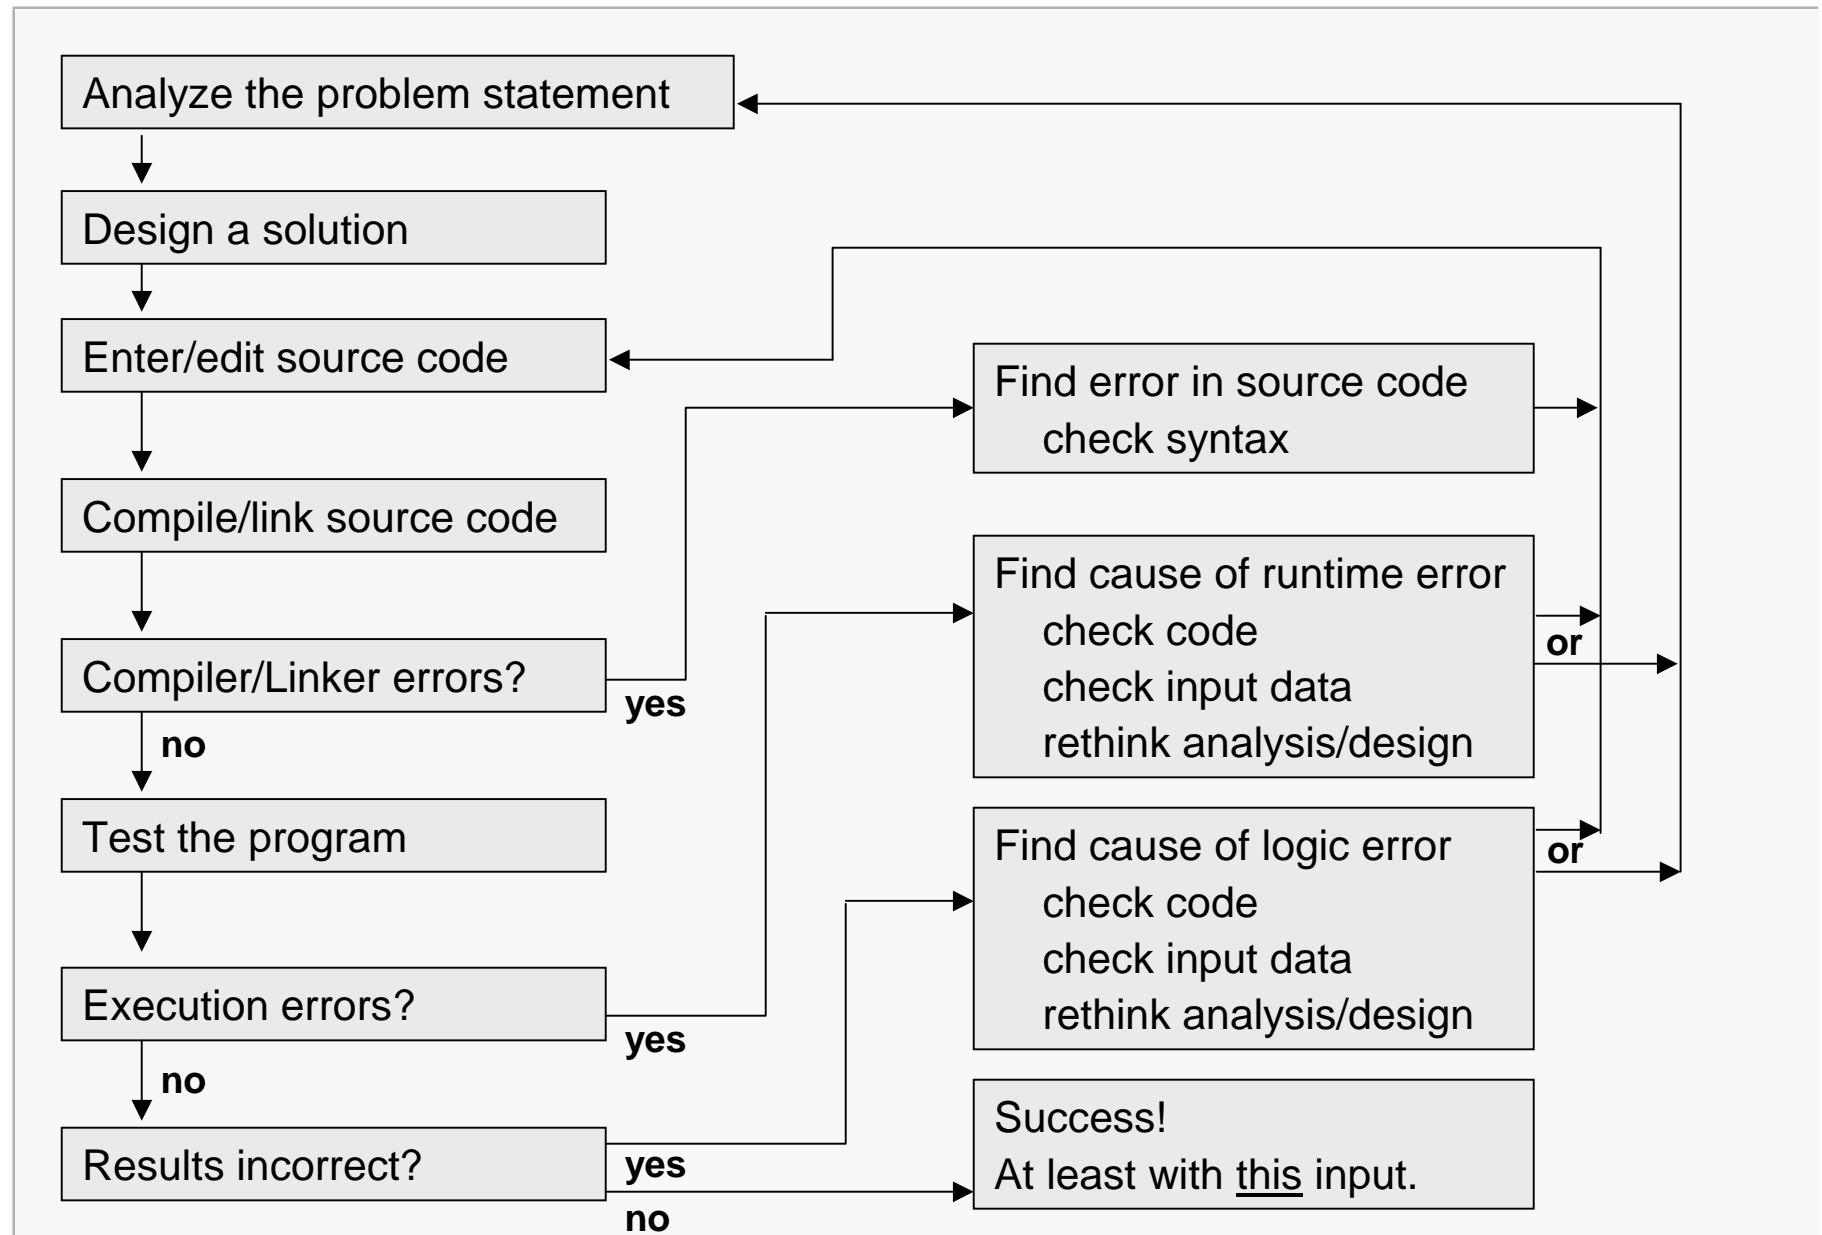 Analyze the problem statement
Design a solution
Enter/edit source code
Find error in source code
check syntax
Compile/link source code
Find cause of runtime error
check code
or
check input data
rethink analysis/design
Compiler/Linker errors?
yes
no
Test the program
Find cause of logic error
or
check code
check input data
rethink analysis/design
Execution errors?
yes
no
Results incorrect?
yes
no
Success!
At least with this input.